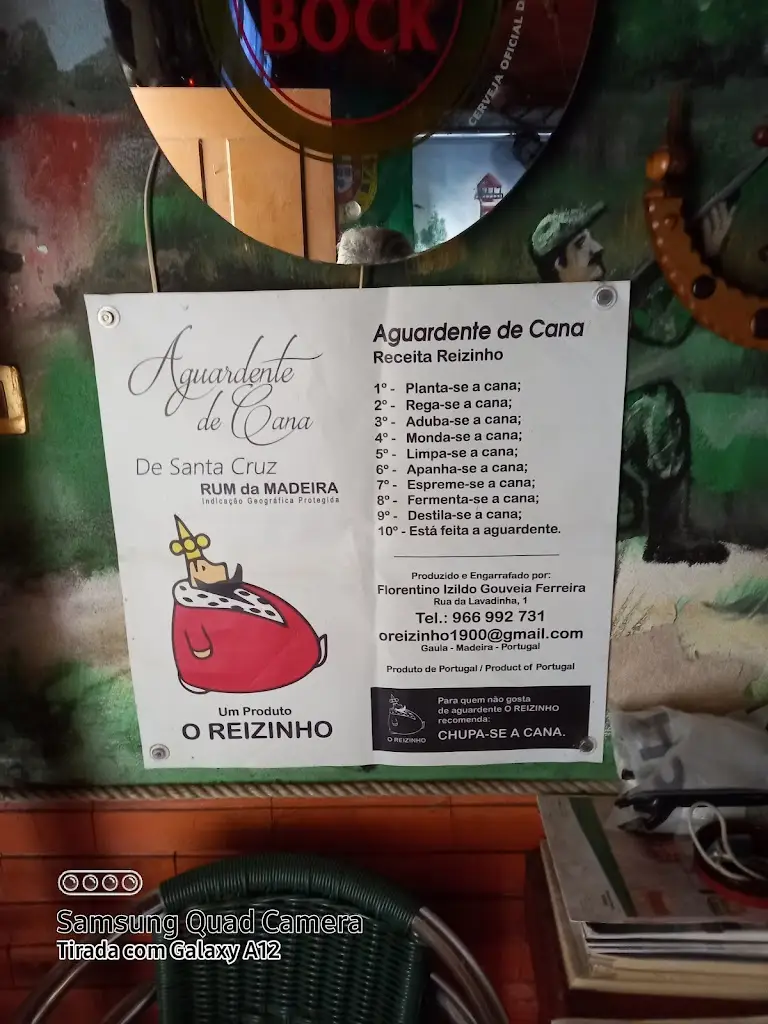 BOCK
CERVEJA OFICIAL D
Aguardente
de Cana
De Santa Cruz
RUM da MADEIRA
Indicação Geográfica Protegida
Um Produto
O REIZINHO
Aguardente de Cana
Receita Reizinho
1º - Planta-se a cana;
2º - Rega-se a cana;
3º - Aduba-se a cana;
4º - Monda-se a cana;
5º - Limpa-se a cana;
6º - Apanha-se a cana;
7º - Espreme-se a cana;
8º - Fermenta-se a cana;
9º - Destila-se a cana;
10º - Está feita a aguardente.
Produzido e Engarrafado por:
Florentino Izildo Gouveia Ferreira
Rua da Lavadinha, 1
Tel.: 966 992 731
oreizinho1900@gmail.com
Gaula - Madeira - Portugal
Produto de Portugal / Product of Portugal
Para quem não gosta
de aguardente O REIZINHO
recomenda:
CHUPA-SE A CANA.
O REIZINHO
Samsung Quad Camera
Tirada com Galaxy A12